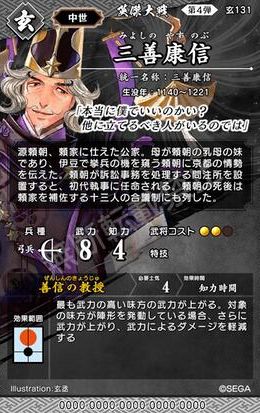 玄
中世
英傑大戦
第4弾
玄131
みよしの やすのぶ
三善康信
統一名称：三善康信
生没年：1140～1221
「本当に僕でいいのかい？
他に立てるべき人がいるのでは」
源頼朝、頼家に仕えた公家。母が頼朝の乳母の妹
であり、伊豆で挙兵の機を窺う頼朝に京都の情勢
を伝えた。頼朝が訴訟事務を処理する問注所を設
置すると、初代執事に任命される。頼朝の死後は
頼家を補佐する十三人の合議制にも列した。
兵種 武力 知力 武将コスト
弓兵 8 4 特技
ぜんしんのきょうじゅ
善信の教授
必要士気 4
効果時間 知力時間
効果範囲
最も武力の高い味方の武力が上がる。対象
の味方が陣形を発動している場合、さらに
武力が上がり、武力によるダメージを軽減
する
Illustration:玄丞
©SEGA
0000-0000-0000-0000-0000